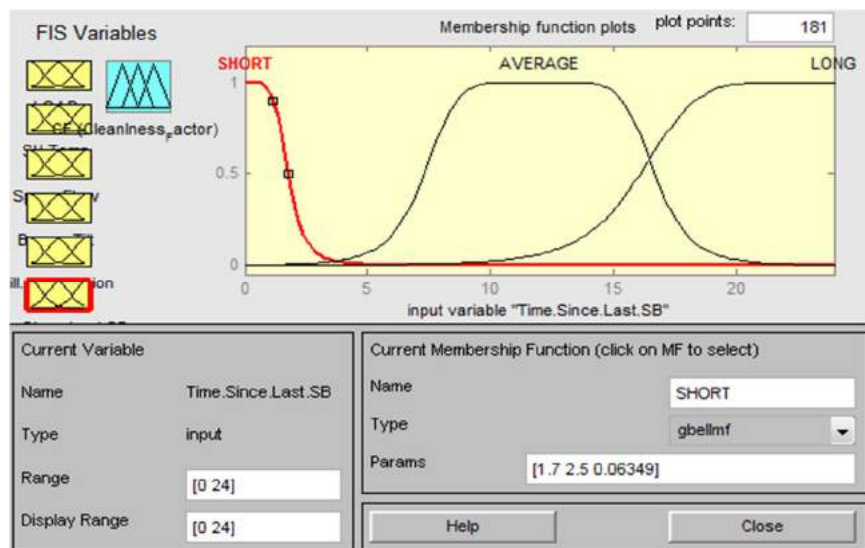 FIS Variables
Membership function plots
plot points:
181
CF (Cleanlness_Factor)
SHORT
AVERAGE
LONG
1
0.5
0
0
5
10
15
20
input variable "Time.Since.Last.SB"
Current Variable
Name
Time.Since.Last.SB
Type
input
Range
[0 24]
Display Range
[0 24]
Current Membership Function (click on MF to select)
Name
SHORT
Type
gbellmf
Params
[1.7 2.5 0.06349]
Help
Close